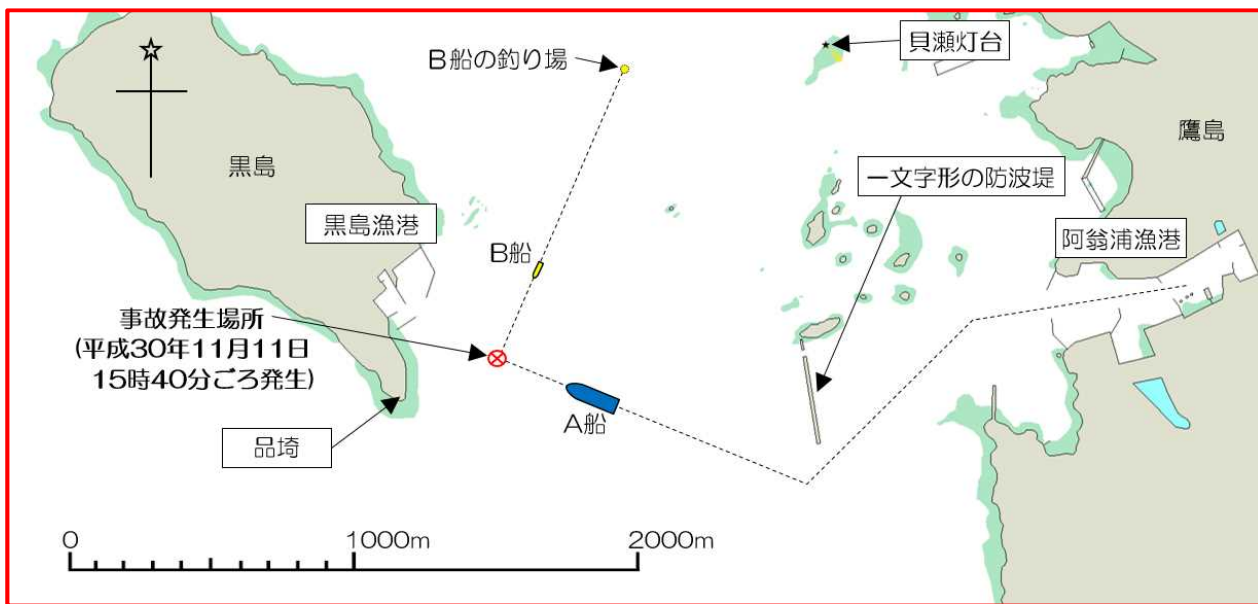 貝瀬灯台
B船の釣り場
鷹島
黒島
一文字形の防波堤
黒島漁港
阿翁浦漁港
B船
事故発生場所
(平成30年11月11日
15時40分ごろ発生)
A船
品埼
0
1000m
2000m